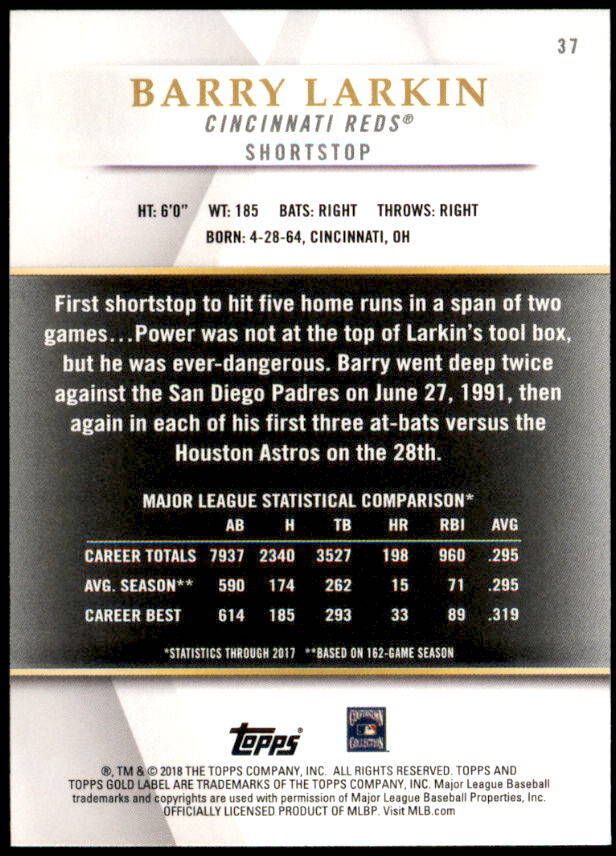 37
BARRY LARKIN
CINCINNATI REDS®
SHORTSTOP
HT: 6'0" WT: 185 BATS: RIGHT THROWS: RIGHT
BORN: 4-28-64, CINCINNATI, OH
First shortstop to hit five home runs in a span of two
games...Power was not at the top of Larkin's tool box,
but he was ever-dangerous. Barry went deep twice
against the San Diego Padres on June 27, 1991, then
again in each of his first three at-bats versus the
Houston Astros on the 28th.
MAJOR LEAGUE STATISTICAL COMPARISON*
AB H TB HR RBI AVG
CAREER TOTALS 7937 2340 3527 198 960 .295
AVG. SEASON** 590 174 262 15 71 .295
CAREER BEST 614 185 293 33 89 .319
*STATISTICS THROUGH 2017 **BASED ON 162-GAME SEASON
Topps®
COOPERSTOWN
COLLECTION
®, TM & © 2018 THE TOPPS COMPANY, INC. ALL RIGHTS RESERVED. TOPPS AND
TOPPS GOLD LABEL ARE TRADEMARKS OF THE TOPPS COMPANY, INC. Major League Baseball
trademarks and copyrights are used with permission of Major League Baseball Properties, Inc.
OFFICIALLY LICENSED PRODUCT OF MLBP. Visit MLB.com